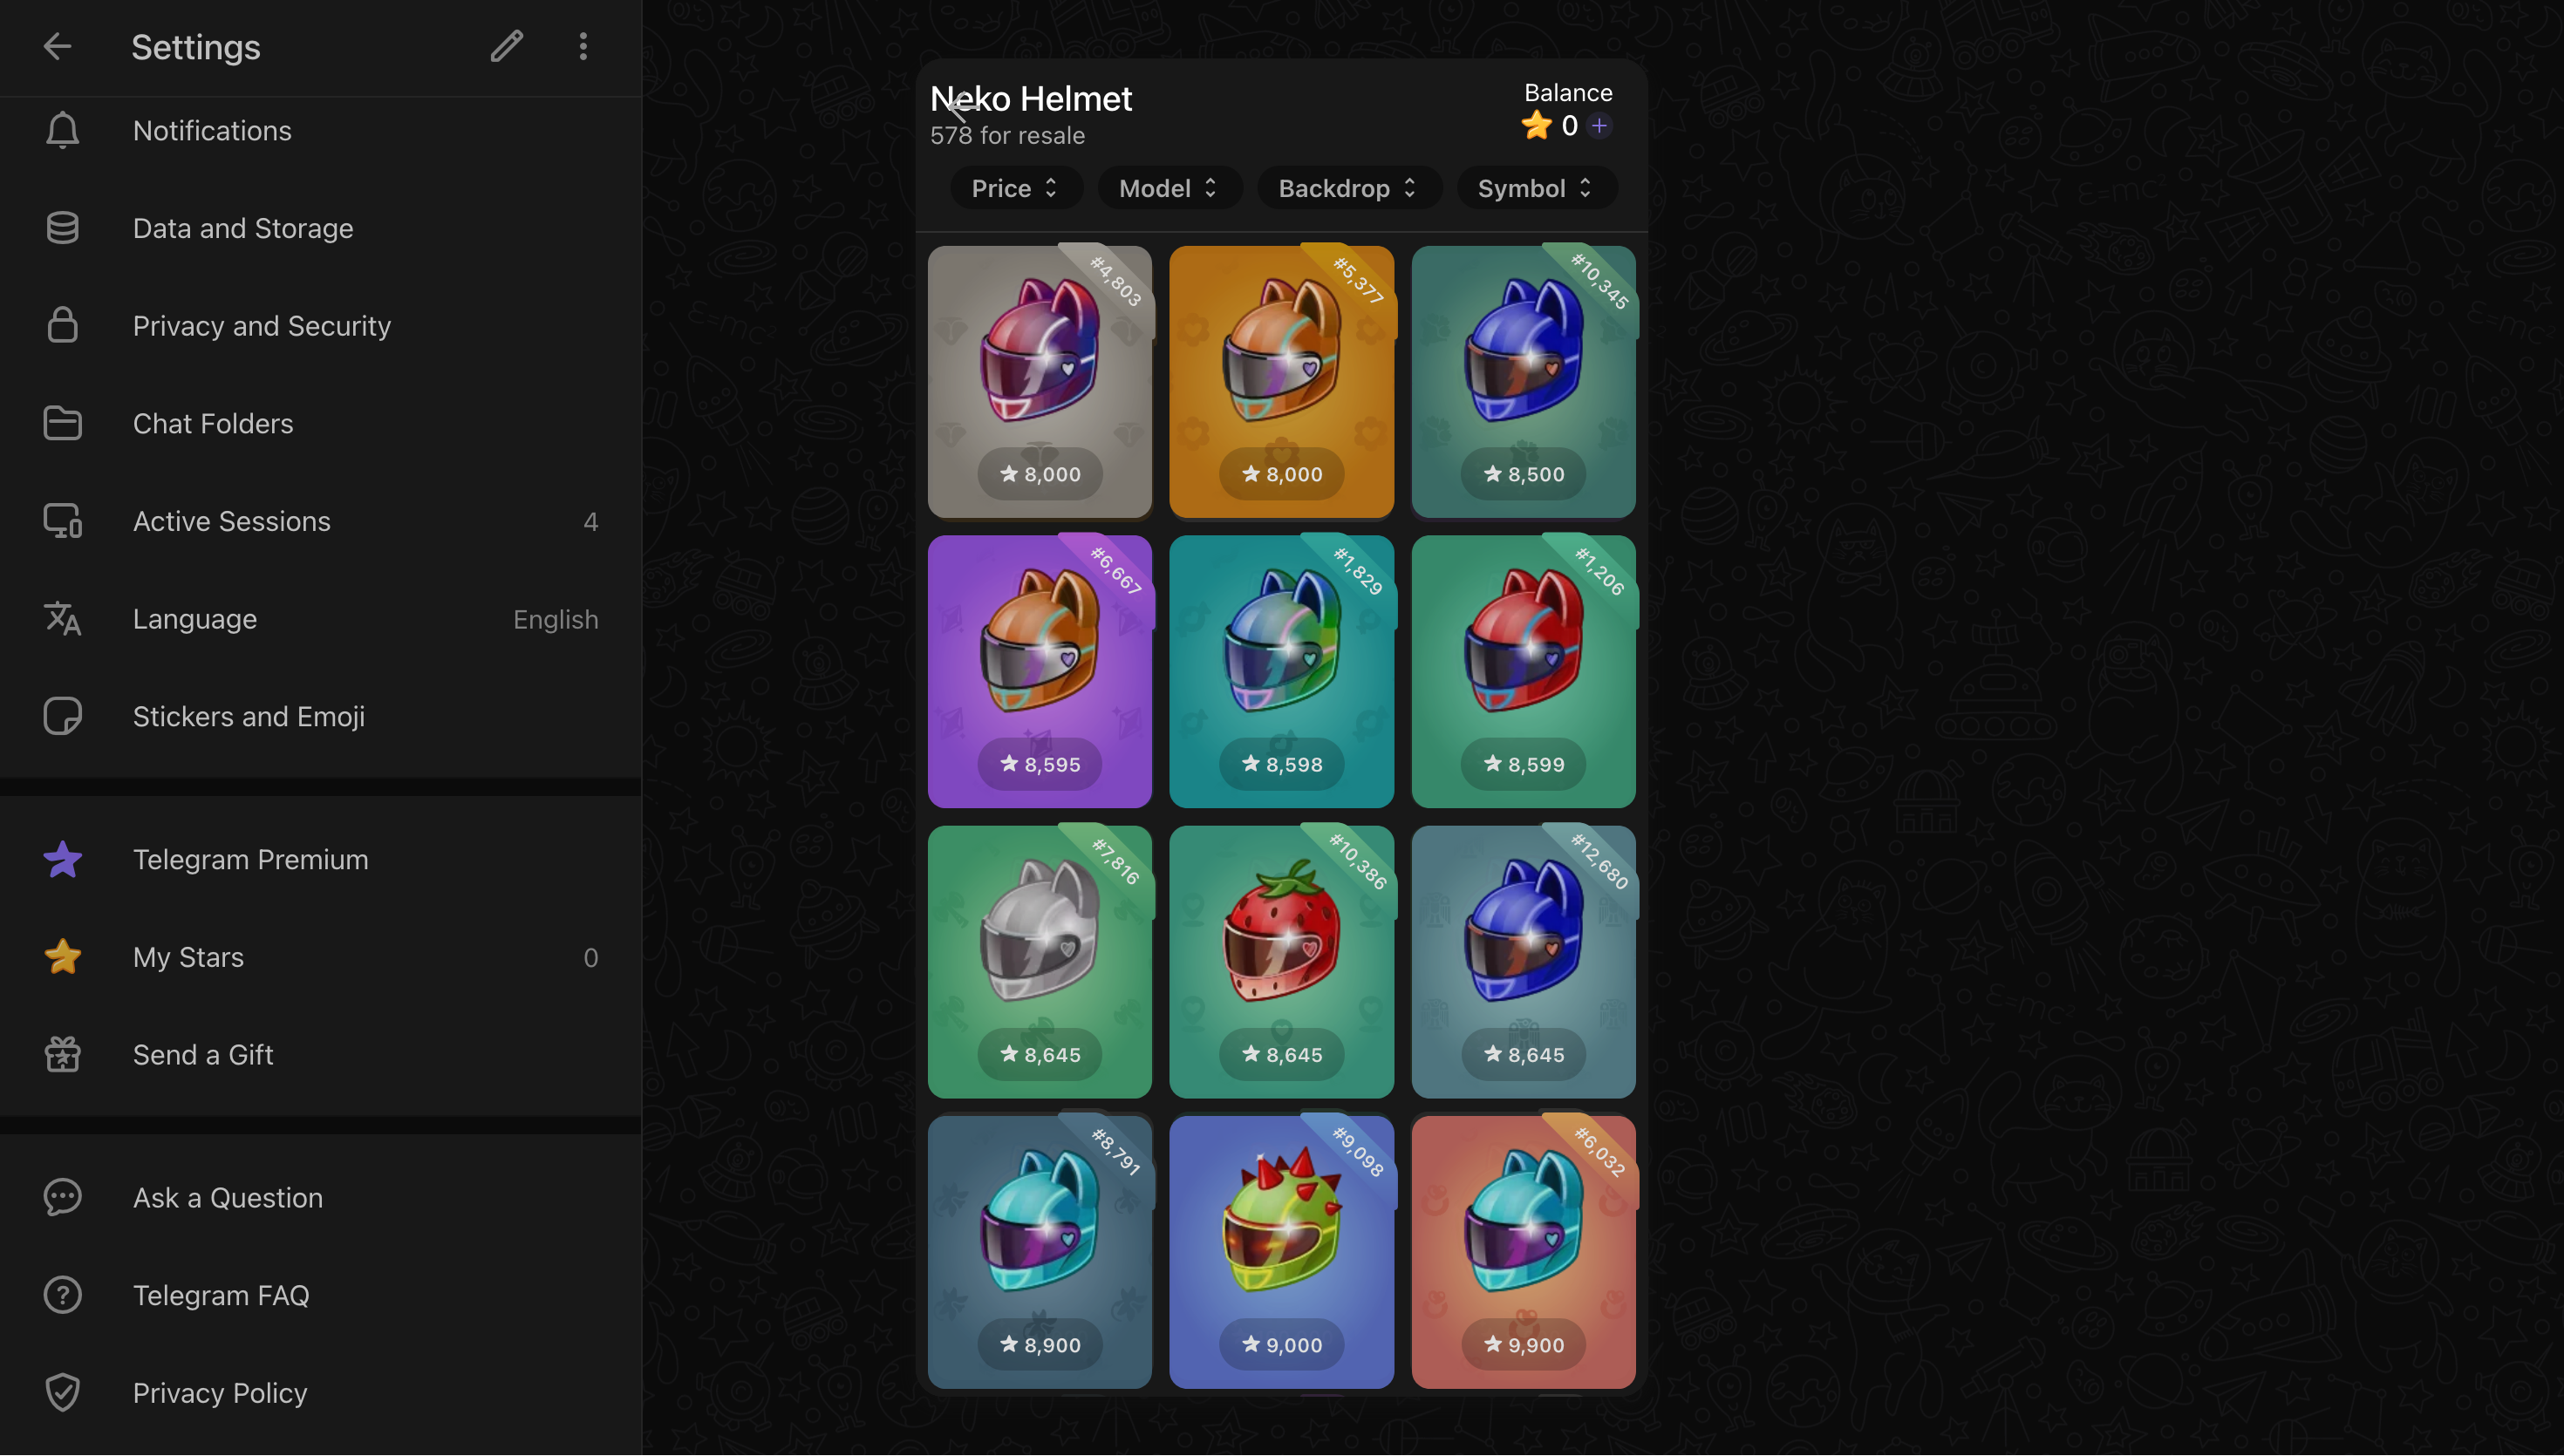 Settings
Notifications
Data and Storage
Privacy and Security
Chat Folders
Active Sessions 4
Language English
Stickers and Emoji
Telegram Premium
My Stars 0
Send a Gift
Ask a Question
Telegram FAQ
Privacy Policy
Neko Helmet
578 for resale
Balance
0 +
Price Model Backdrop Symbol
#4,803 #5,377 #10,345
8,000 8,000 8,500
#6,667 #1,829 #1,206
8,595 8,598 8,599
#7,816 #10,386 #12,680
8,645 8,645 8,645
#8,791 #9,098 #6,032
8,900 9,000 9,900